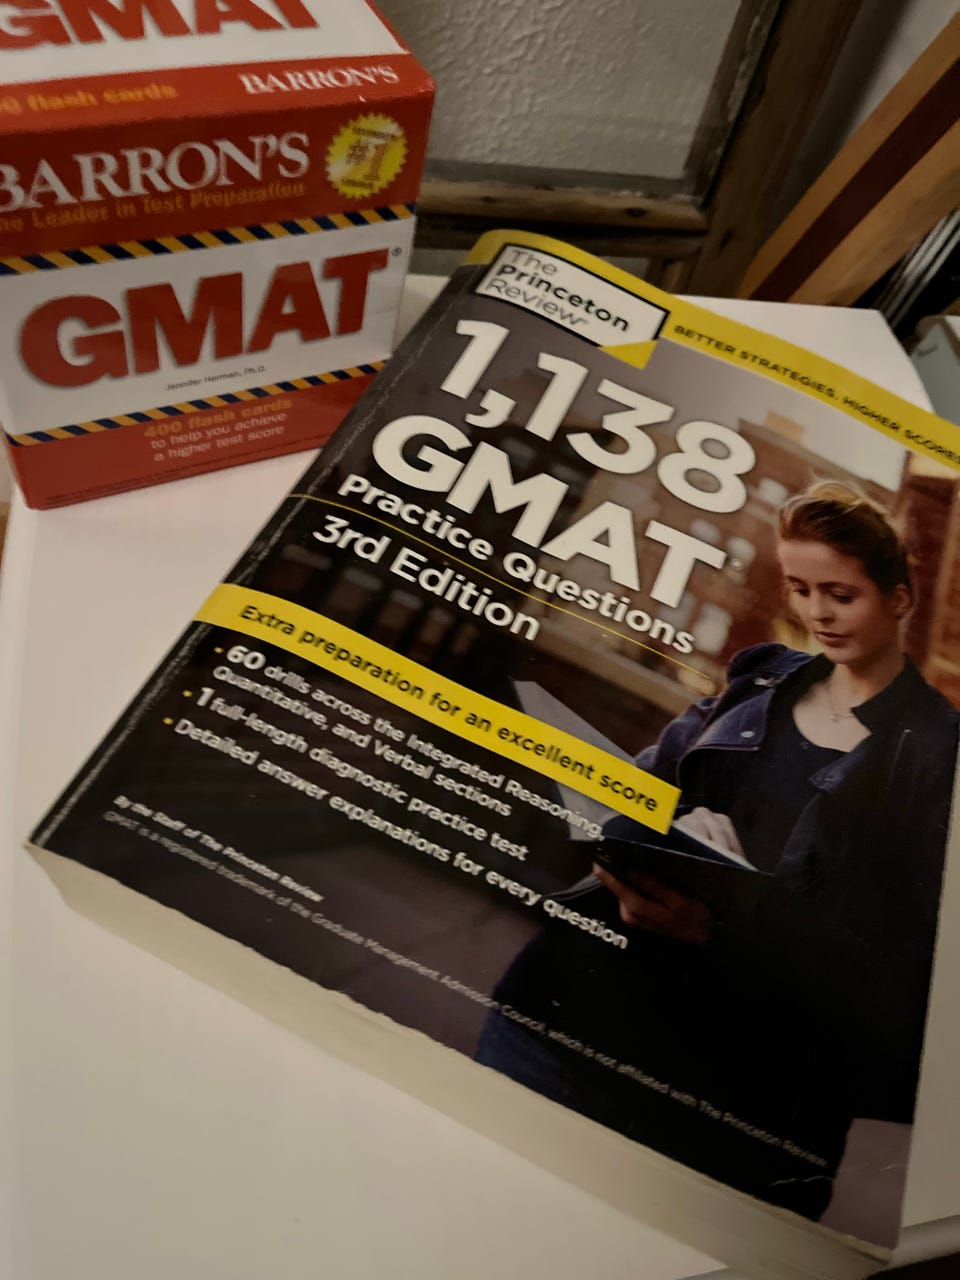 GMAT
flash cards
BARRON'S
BARRON'S
The Leader in Test Preparation
#1
GMAT®
Jennifer Herman, Ph.D.
400 flash cards
to help you achieve
a higher test score
The
Princeton
Review®
BETTER STRATEGIES. HIGHER SCORES
1,138
GMAT®
Practice Questions
3rd Edition
Extra preparation for an excellent score
• 60 drills across the Integrated Reasoning,
Quantitative, and Verbal sections
• 1 full-length diagnostic practice test
• Detailed answer explanations for every question
By the Staff of The Princeton Review
GMAT is a registered trademark of the Graduate Management Admission Council, which is not affiliated with The Princeton Review